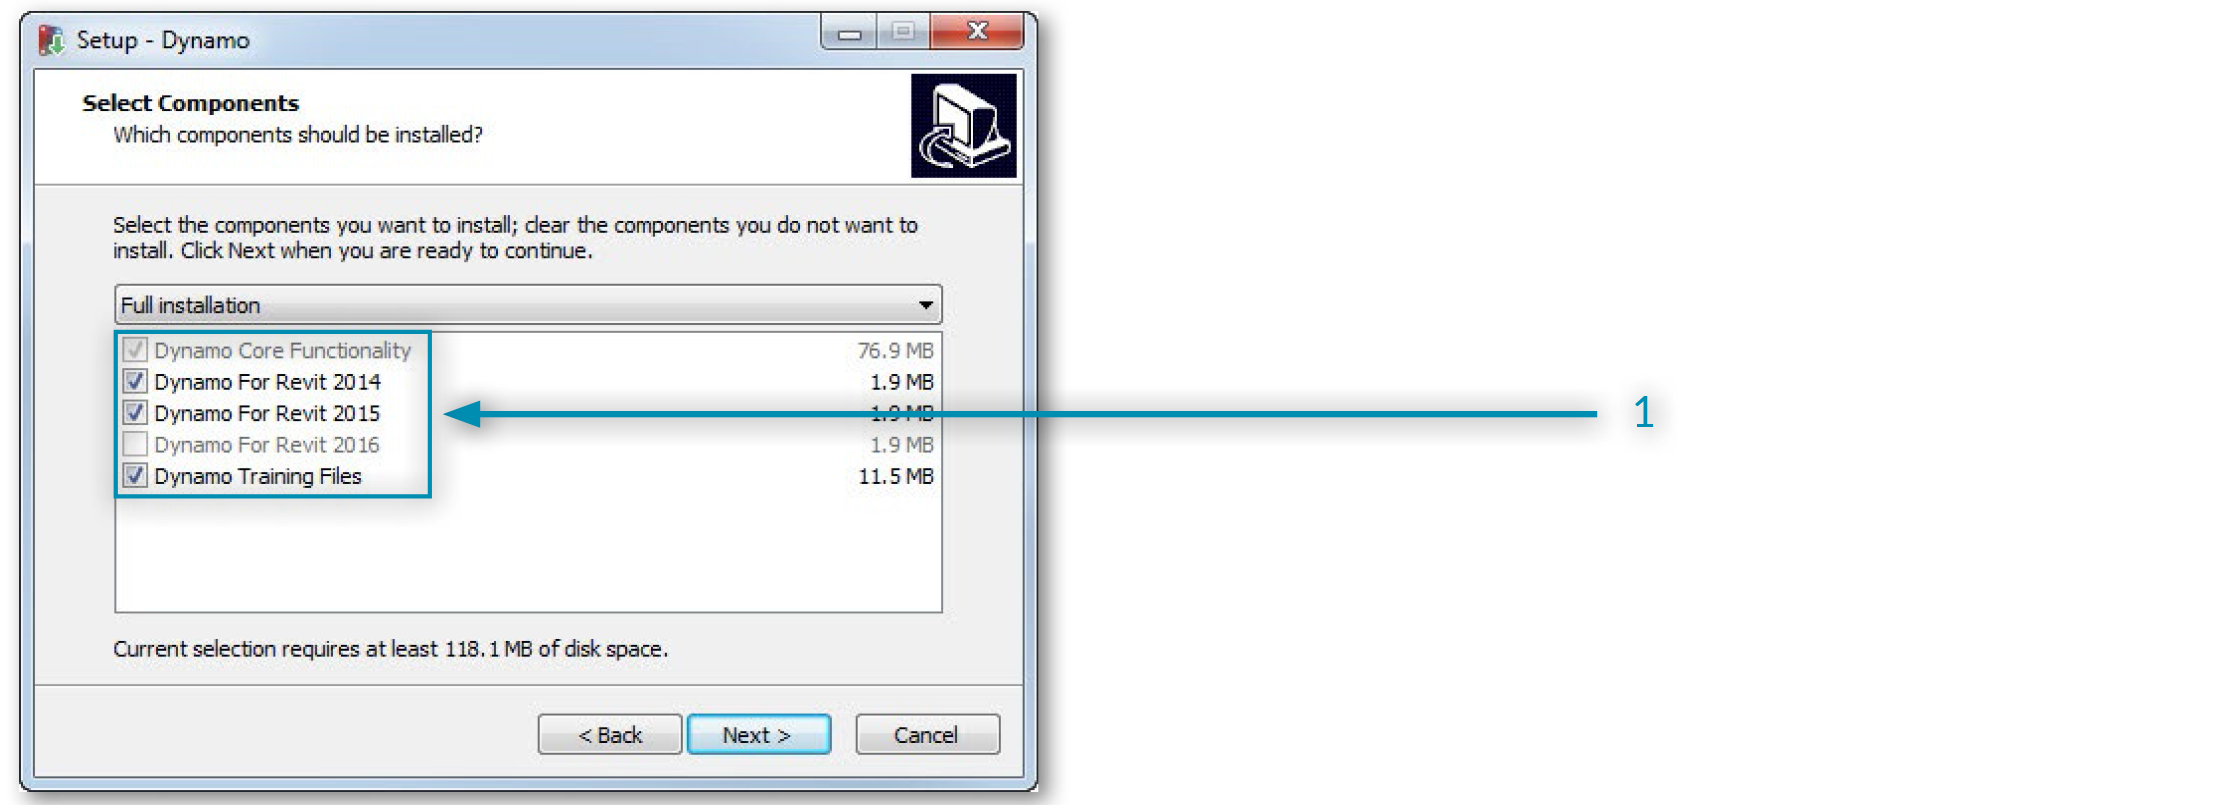 Setup - Dynamo
Select Components
Which components should be installed?
Select the components you want to install; clear the components you do not want to
install. Click Next when you are ready to continue.
Full installation
Dynamo Core Functionality 76.9 MB
Dynamo For Revit 2014 1.9 MB
Dynamo For Revit 2015 1.9 MB 1
Dynamo For Revit 2016 1.9 MB
Dynamo Training Files 11.5 MB
Current selection requires at least 118.1 MB of disk space.
< Back Next > Cancel